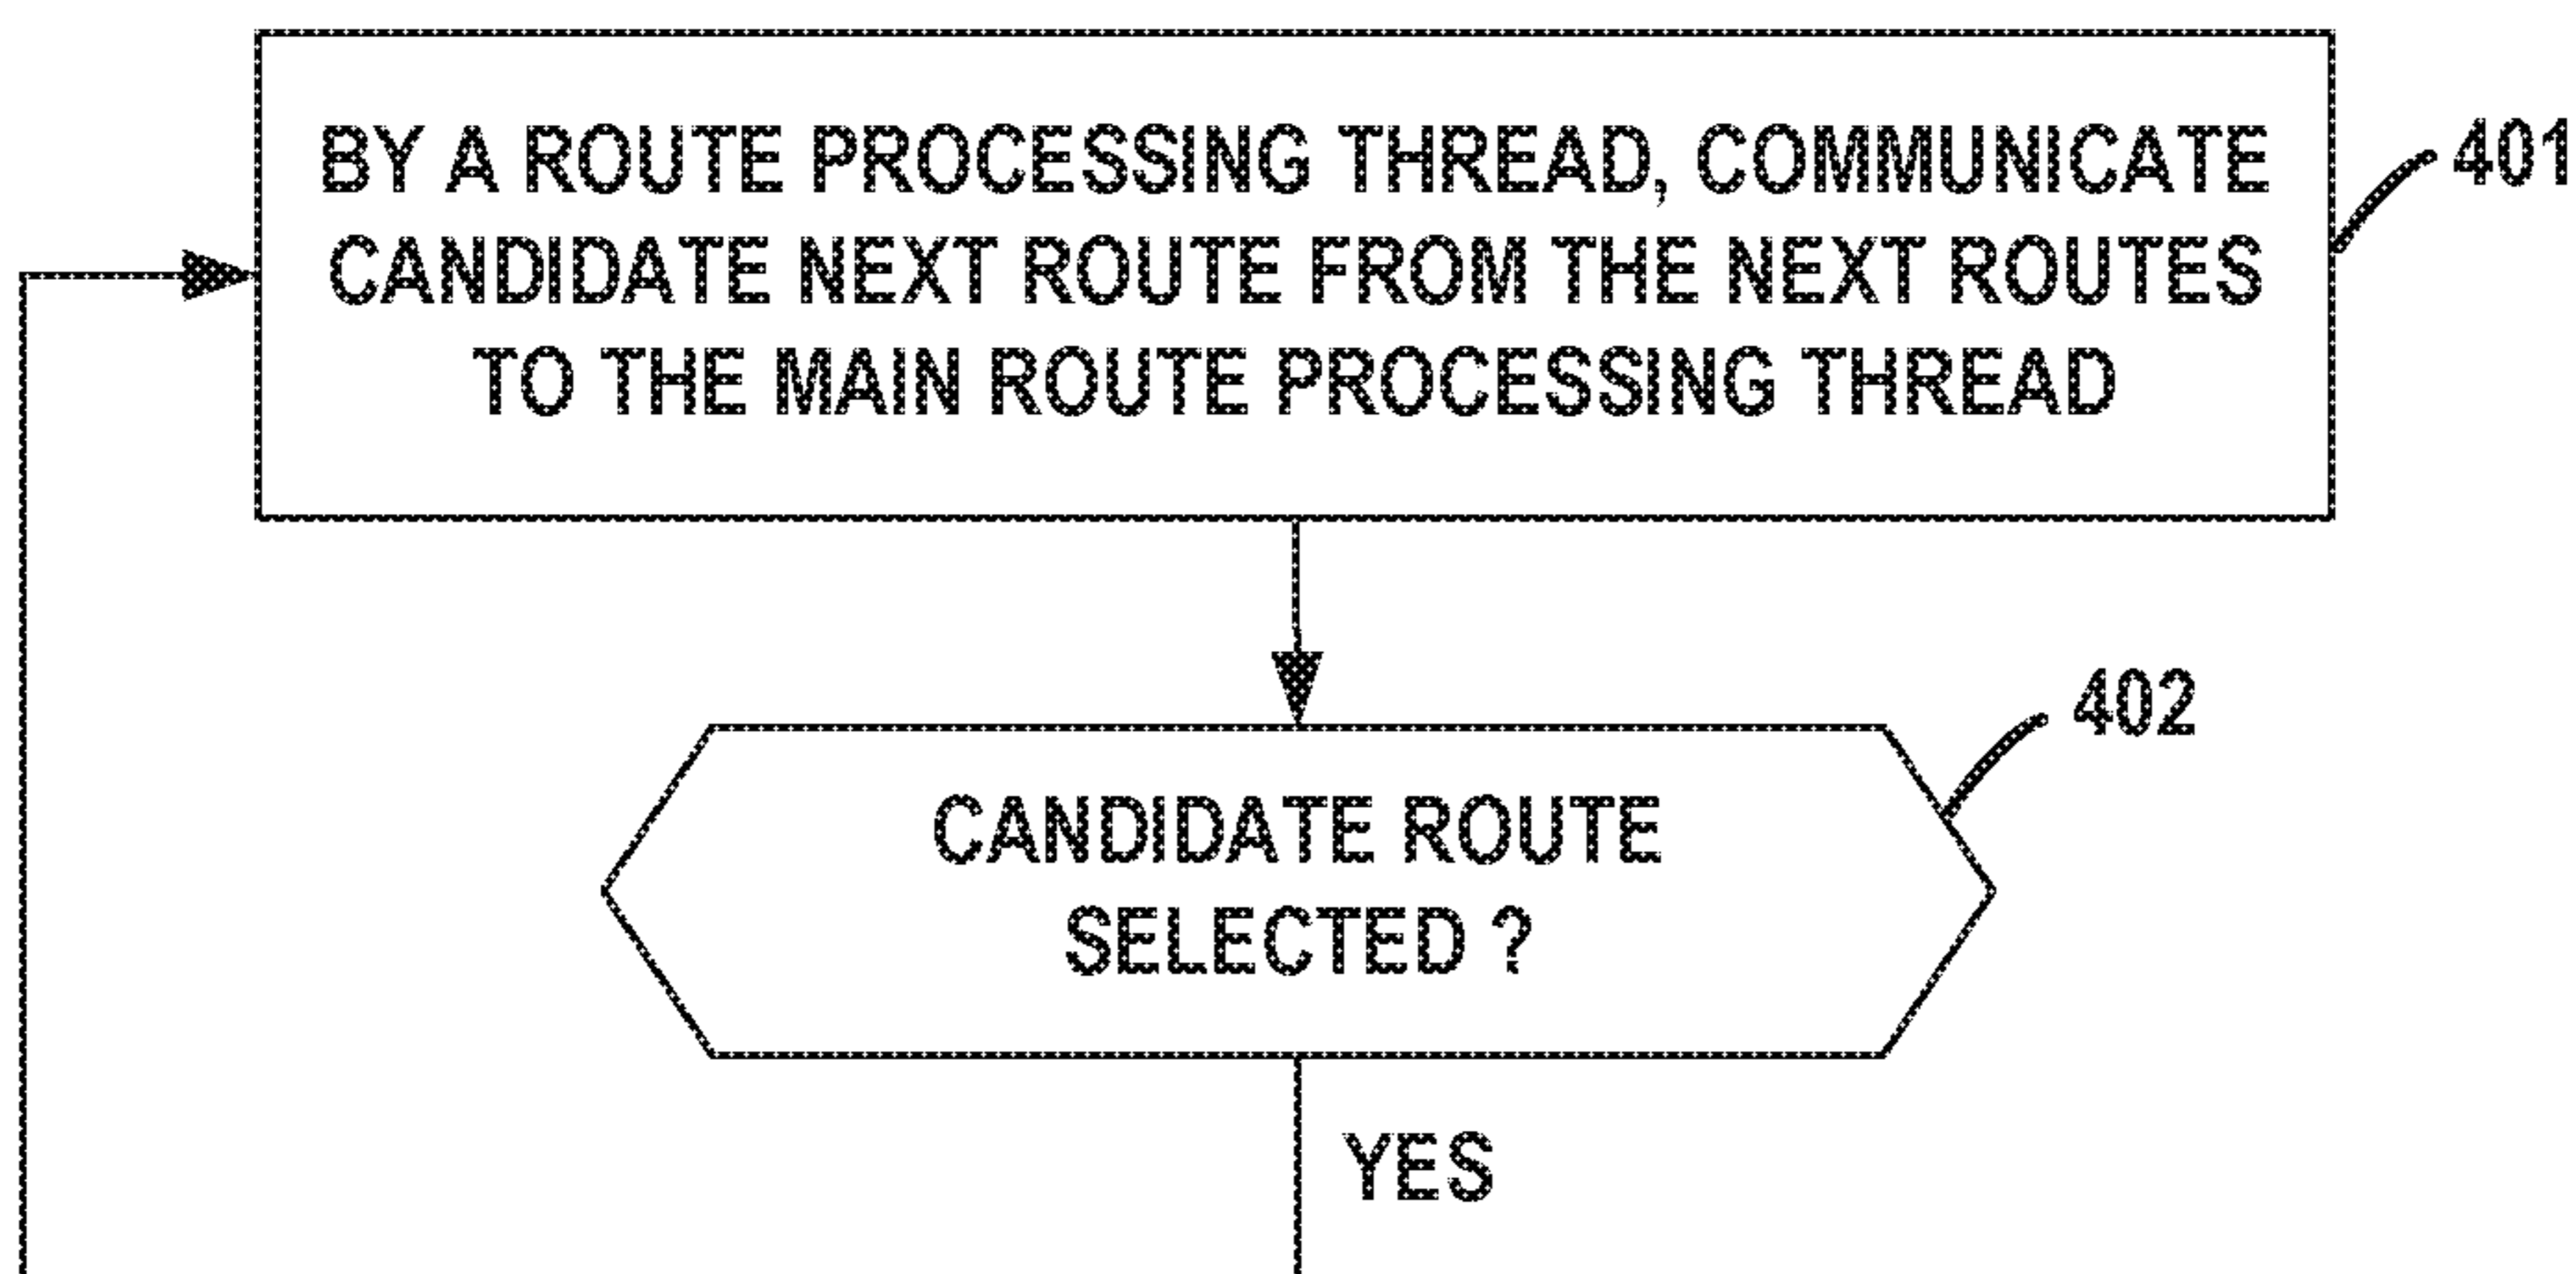 BY A ROUTE PROCESSING THREAD, COMMUNICATE
CANDIDATE NEXT ROUTE FROM THE NEXT ROUTES
TO THE MAIN ROUTE PROCESSING THREAD
401
402
CANDIDATE ROUTE
SELECTED ?
YES